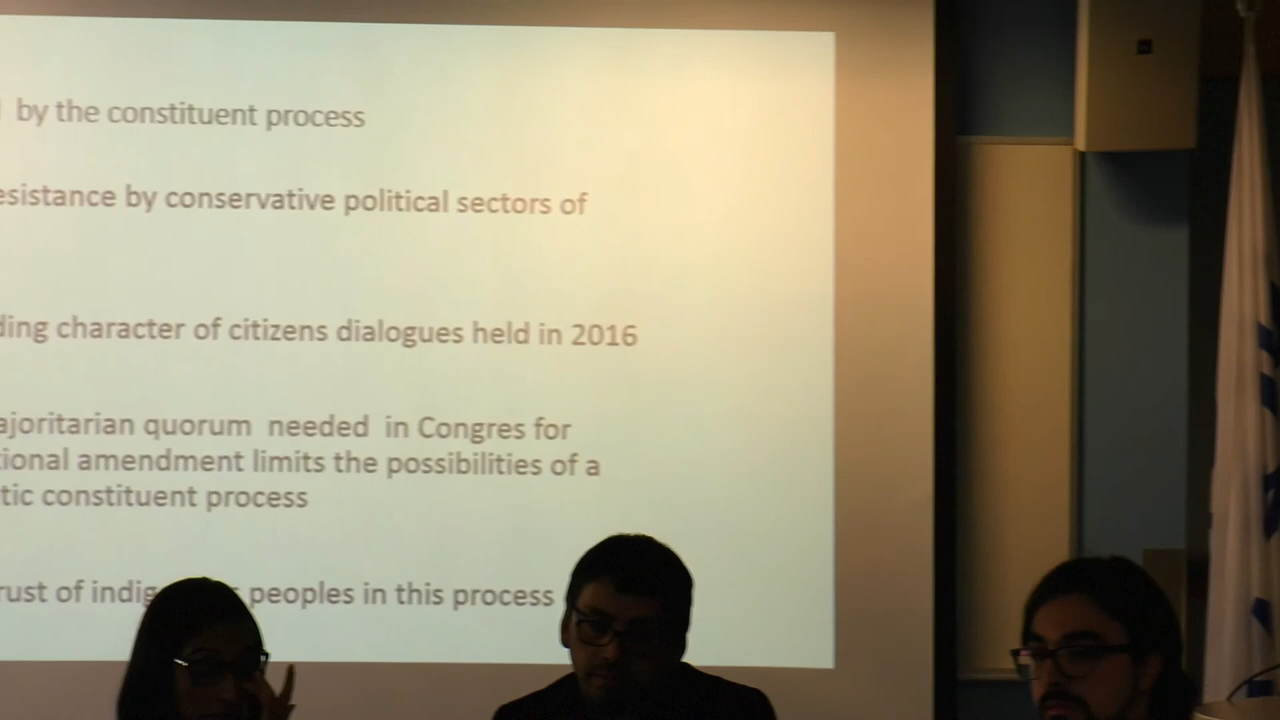 by the constituent process
esistance by conservative political sectors of
ding character of citizens dialogues held in 2016
ajoritarian quorum needed in Congres for
tional amendment limits the possibilities of a
tic constituent process
rust of indig s peoples in this process